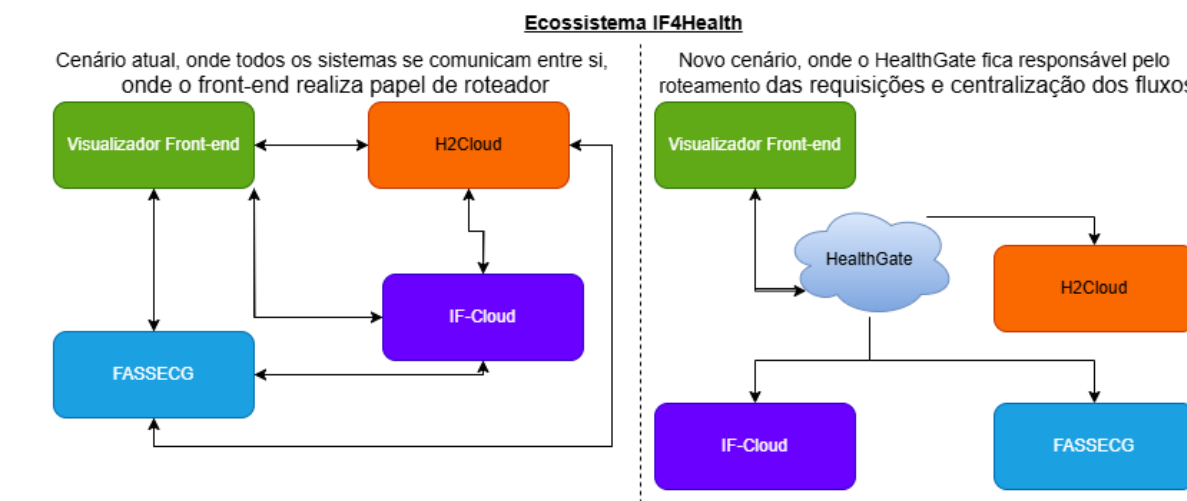 Ecossistema IF4Health
Cenário atual, onde todos os sistemas se comunicam entre si,
onde o front-end realiza papel de roteador
Visualizador Front-end
H2Cloud
IF-Cloud
FASSECG
Novo cenário, onde o HealthGate fica responsável pelo
roteamento das requisições e centralização dos fluxos
Visualizador Front-end
HealthGate
H2Cloud
IF-Cloud
FASSECG